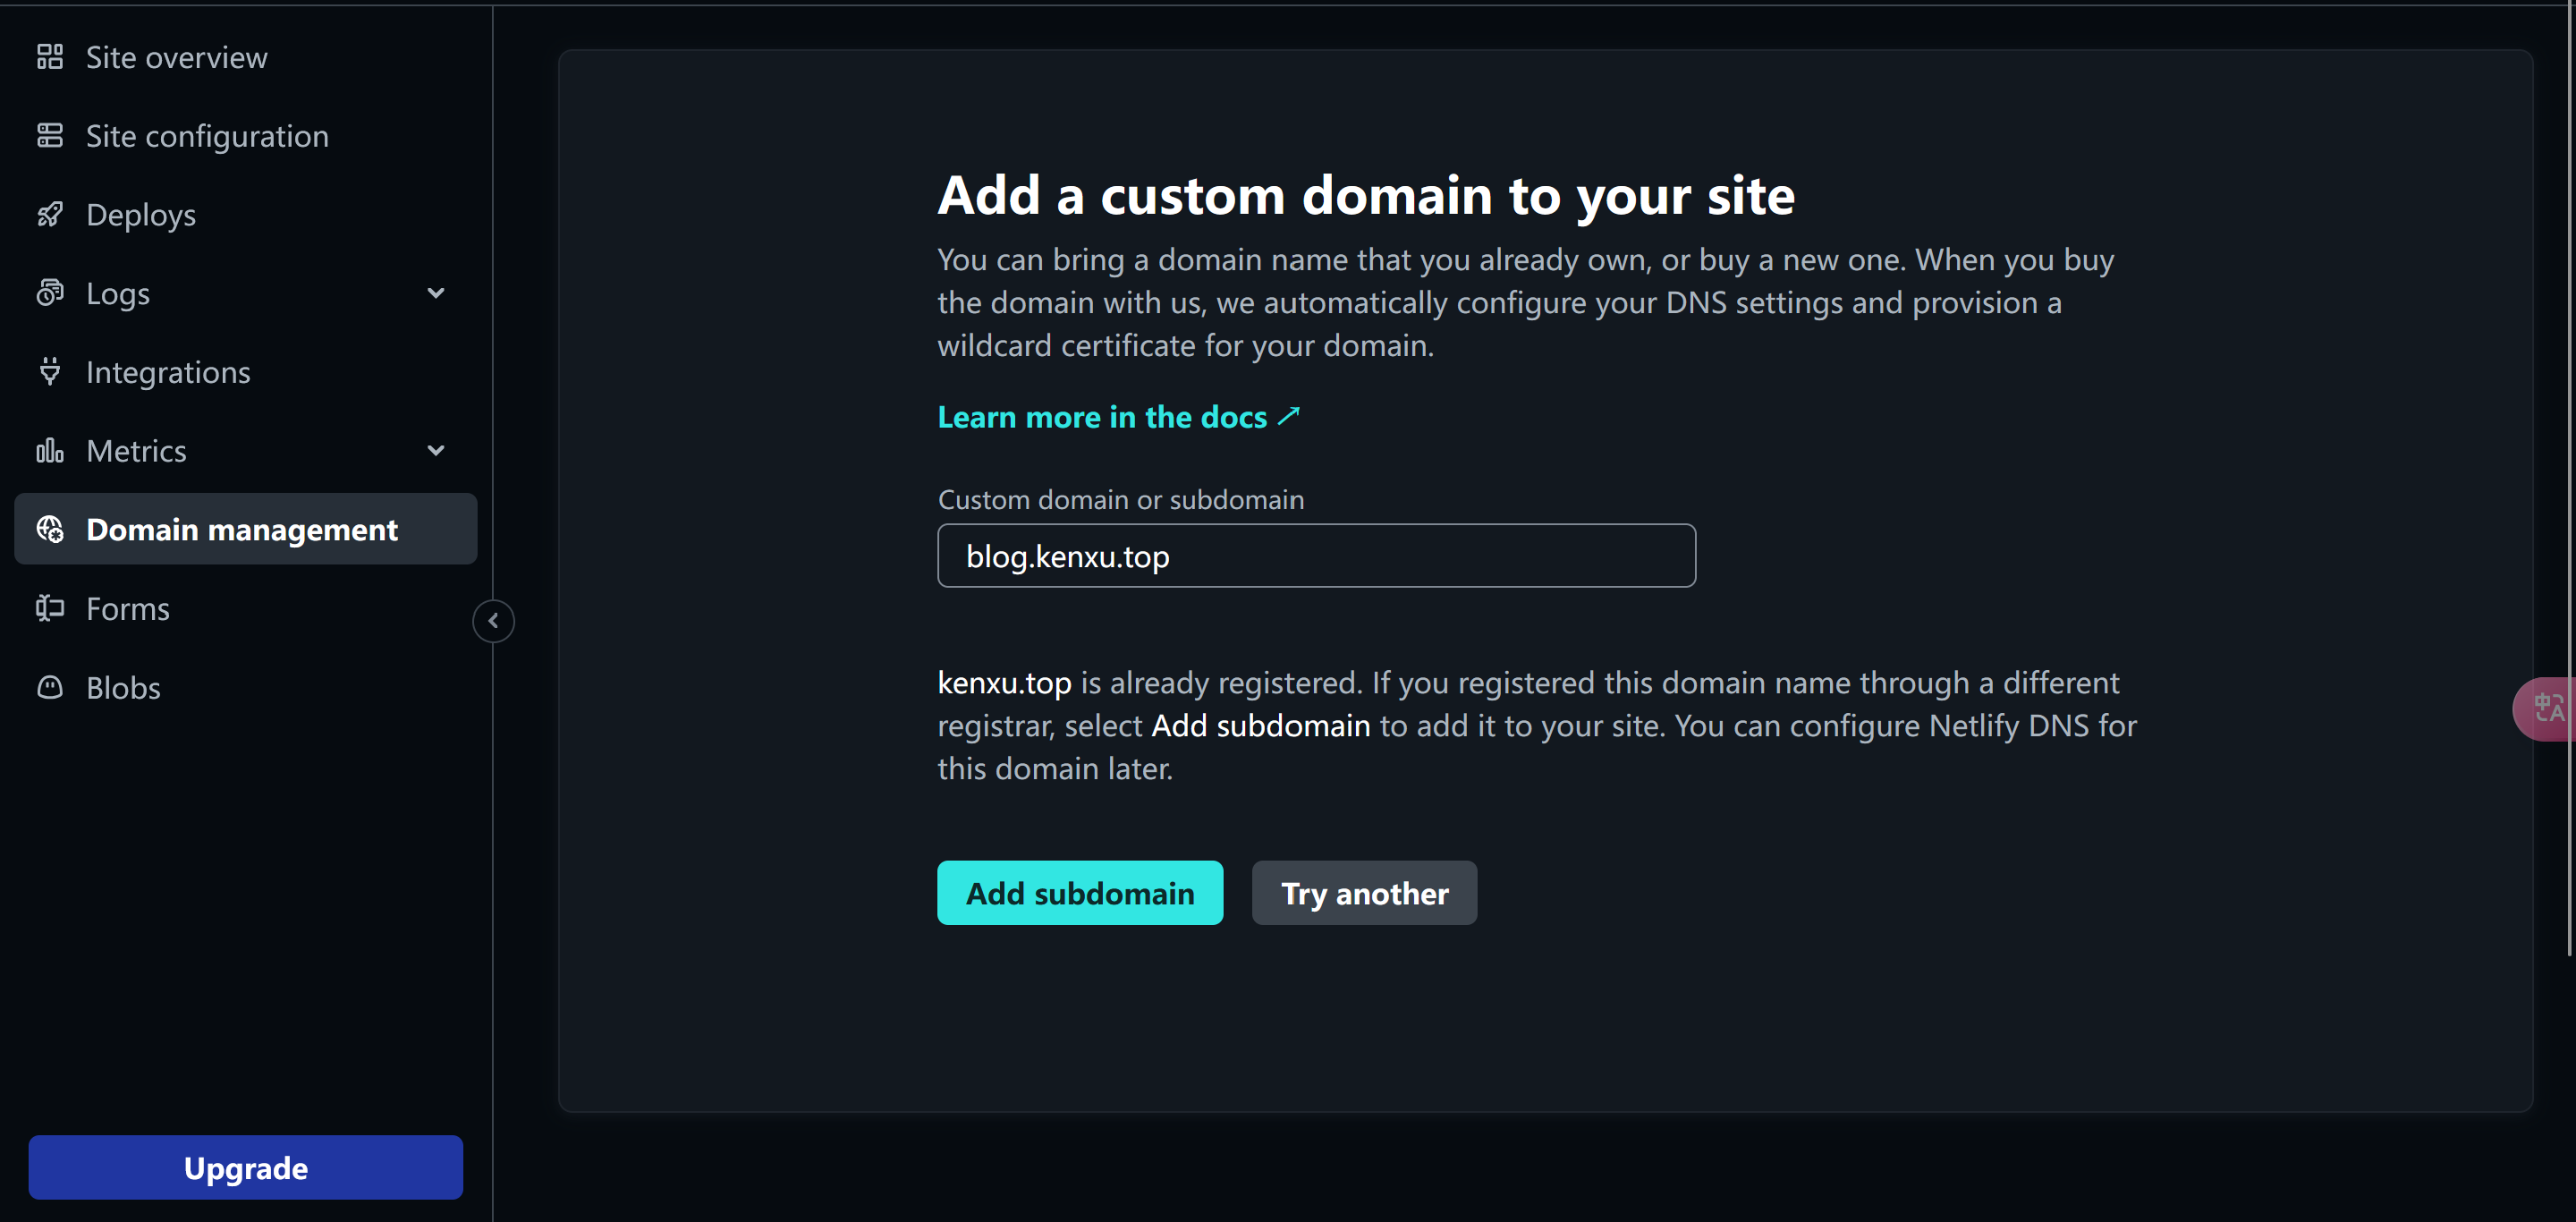 Site overview
Site configuration
Deploys
Logs
Integrations
Metrics
Domain management
Forms
Blobs
Upgrade
Add a custom domain to your site
You can bring a domain name that you already own, or buy a new one. When you buy
the domain with us, we automatically configure your DNS settings and provision a
wildcard certificate for your domain.
Learn more in the docs
Custom domain or subdomain
blog.kenxu.top
kenxu.top is already registered. If you registered this domain name through a different
registrar, select Add subdomain to add it to your site. You can configure Netlify DNS for
this domain later.
Add subdomain
Try another
中A